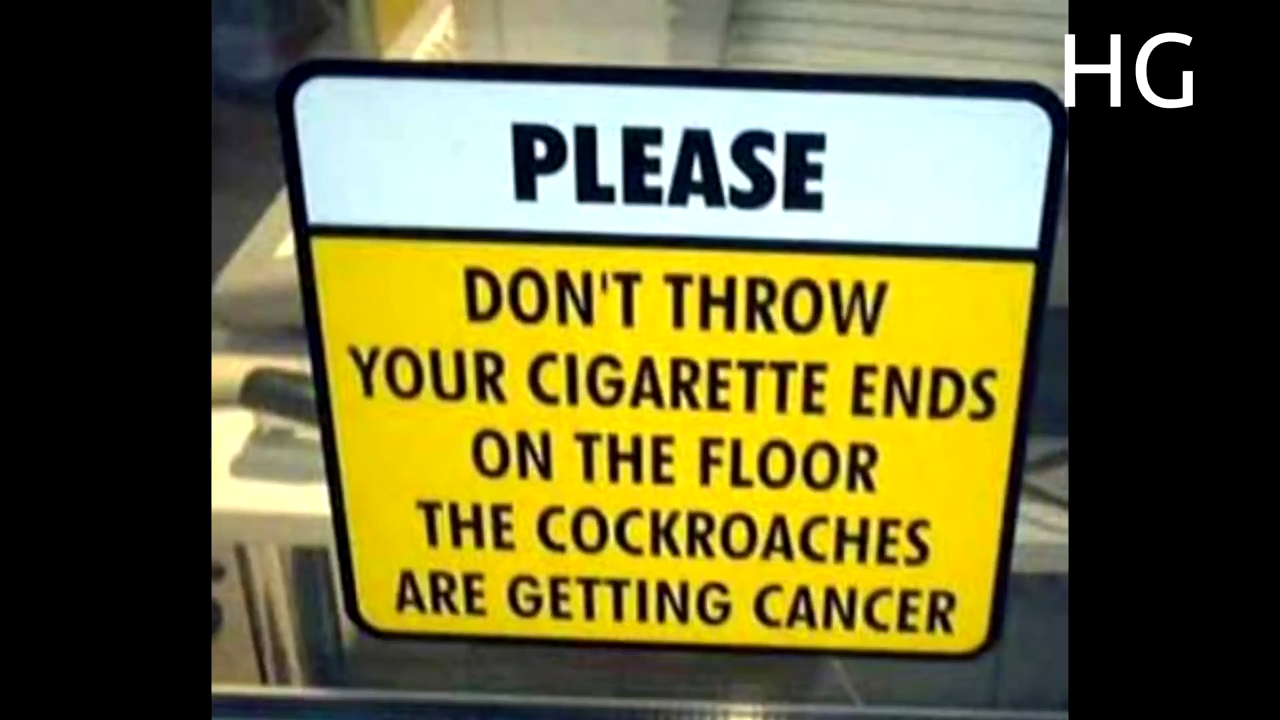 HG
PLEASE
DON'T THROW
YOUR CIGARETTE ENDS
ON THE FLOOR
THE COCKROACHES
ARE GETTING CANCER